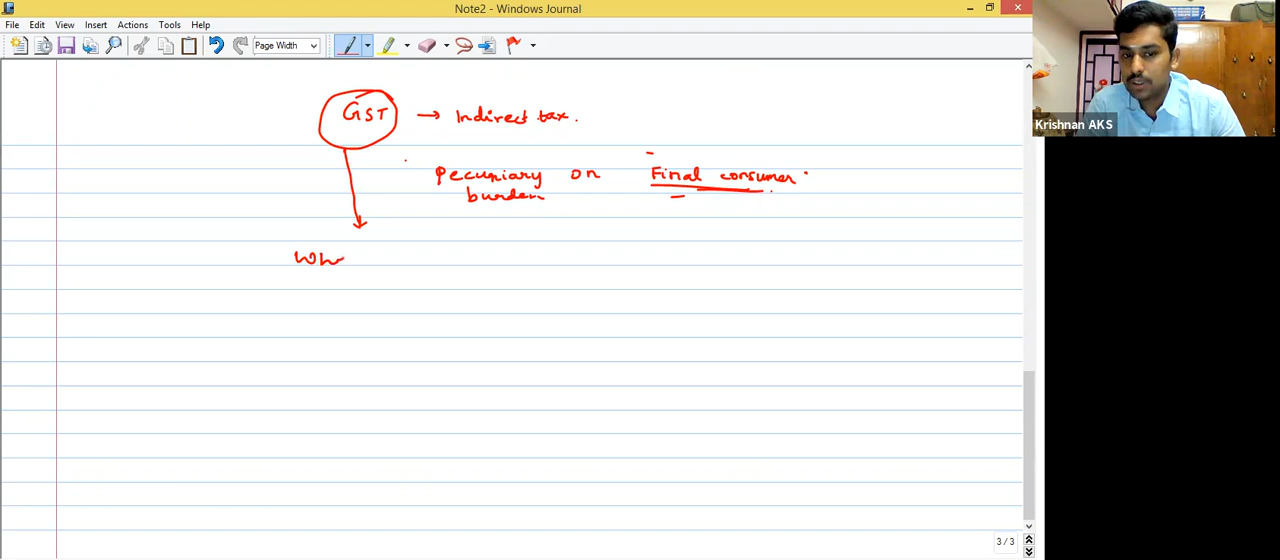 Note2 - Windows Journal
File Edit View Insert Actions Tools Help
Page Width
GST → Indirect tax.
Krishnan AKS
Pecuniary on Final consumer
burden
Wh
3 / 3